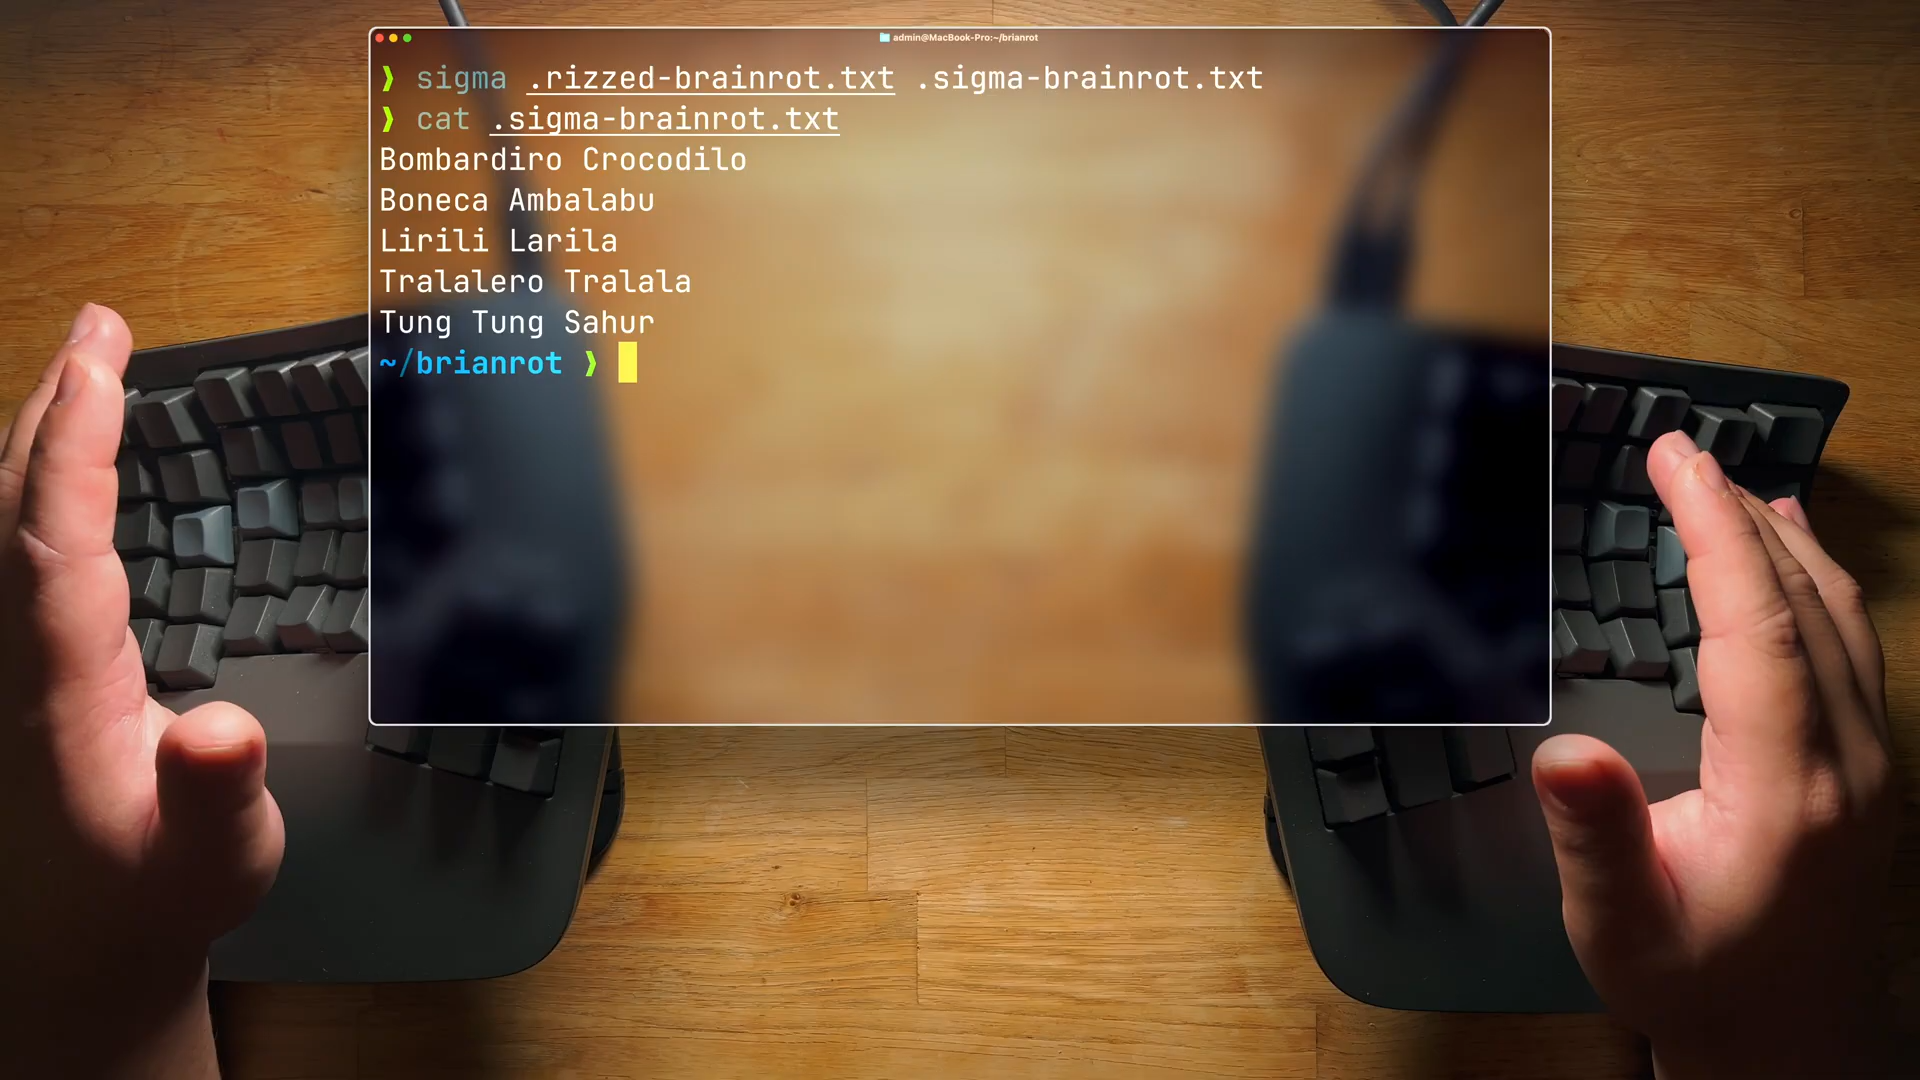 admin@MacBook-Pro:~/brianrot
❯ sigma .rizzed-brainrot.txt .sigma-brainrot.txt
❯ cat .sigma-brainrot.txt
Bombardiro Crocodilo
Boneca Ambalabu
Lirili Larila
Tralalero Tralala
Tung Tung Sahur
~/brianrot ❯